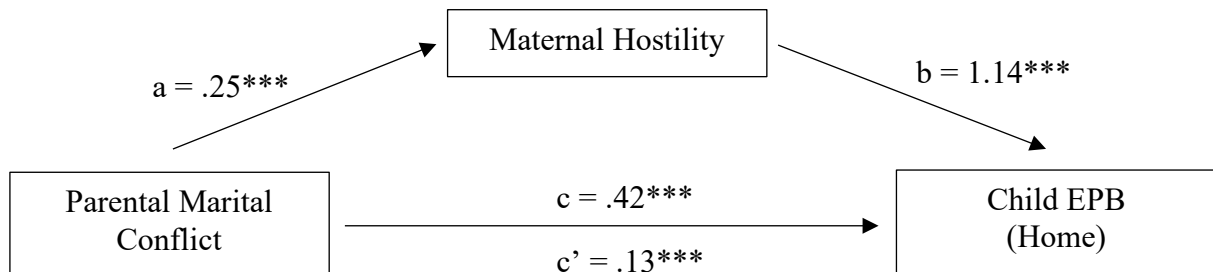 Maternal Hostility
a = .25***
b = 1.14***
Parental Marital
Conflict
c = .42***
c’ = .13***
Child EPB
(Home)